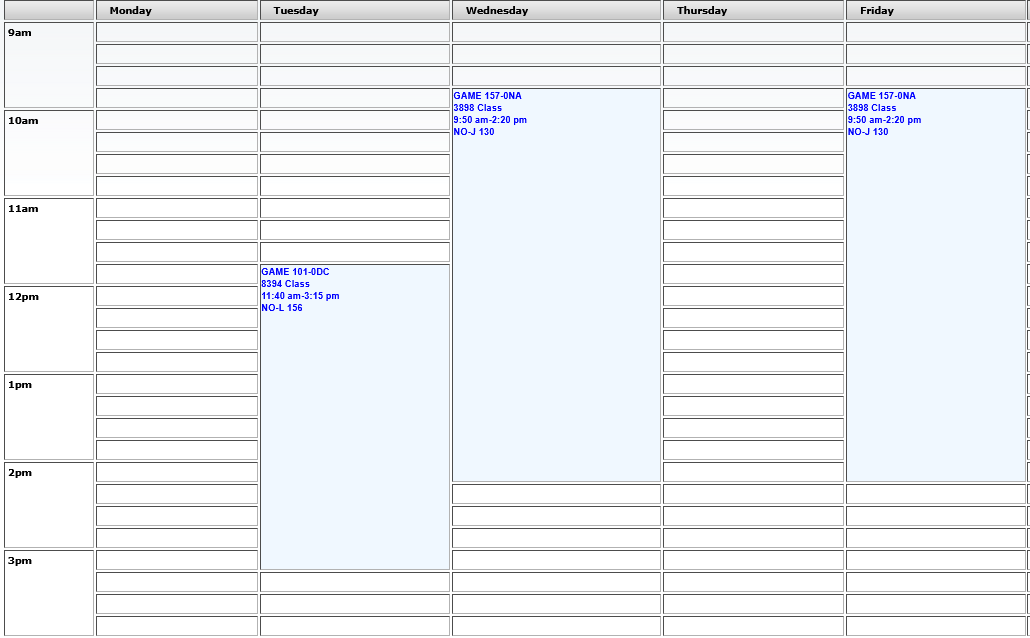 Monday Tuesday Wednesday Thursday Friday
9am
GAME 157-0NA
3898 Class
9:50 am-2:20 pm
NO-J 130
GAME 157-0NA
3898 Class
9:50 am-2:20 pm
NO-J 130
10am
11am
GAME 101-0DC
8394 Class
11:40 am-3:15 pm
NO-L 156
12pm
1pm
2pm
3pm